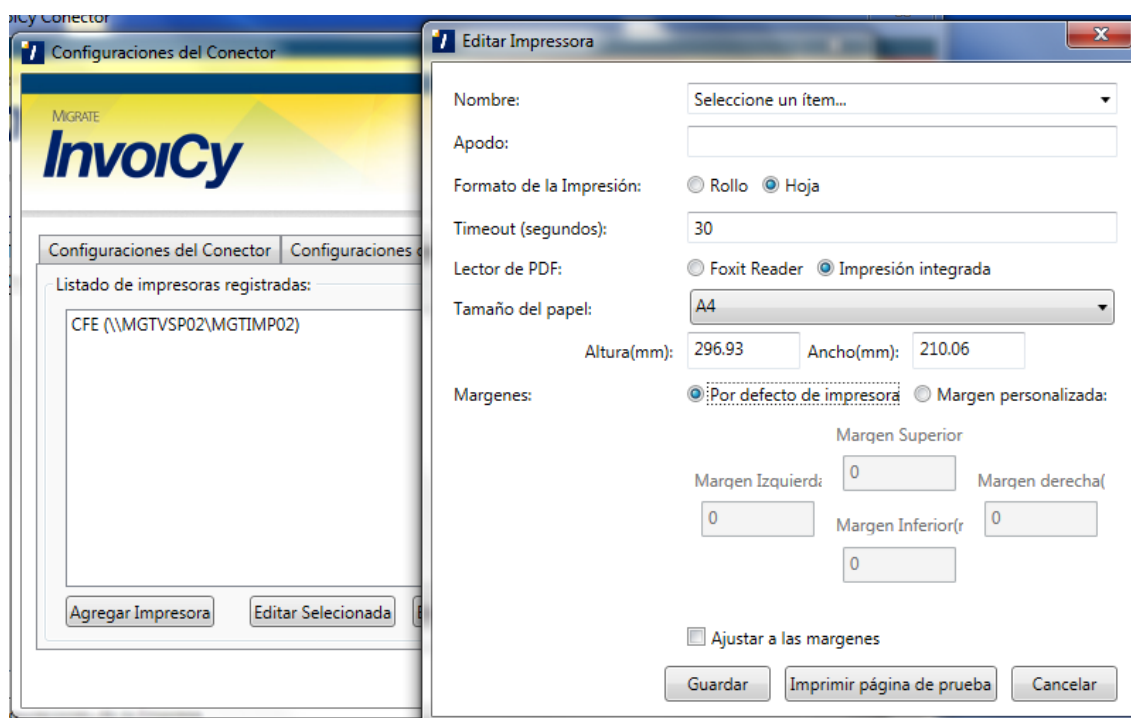 Cy Conector
Configuraciones del Conector
MIGRATE
InvoiCy
Configuraciones del Conector
Configuraciones
Listado de impresoras registradas:
CFE (\\MGTVSP02\MGTIMP02)
Agregar Impresora
Editar Selecionada
Editar Impressora
Nombre:
Seleccione un ítem...
Apodo:
Formato de la Impresión:
Rollo
Hoja
Timeout (segundos):
30
Lector de PDF:
Foxit Reader
Impresión integrada
Tamaño del papel:
A4
Altura(mm):
296.93
Ancho(mm):
210.06
Margenes:
Por defecto de impresora
Margen personalizada:
Margen Superior
0
Margen Izquierda
0
Margen derecha(
0
Margen Inferior(r
0
Ajustar a las margenes
Guardar
Imprimir página de prueba
Cancelar